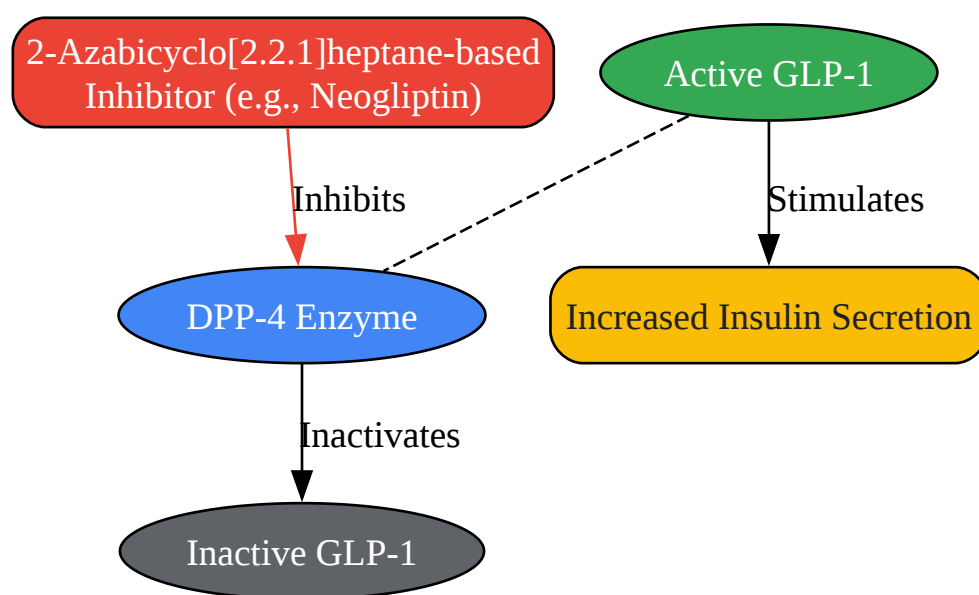 2-Azabicyclo[2.2.1]heptane-based
Inhibitor (e.g., Neogliptin)
Active GLP-1
Inhibits
Stimulates
DPP-4 Enzyme
Increased Insulin Secretion
Inactivates
Inactive GLP-1